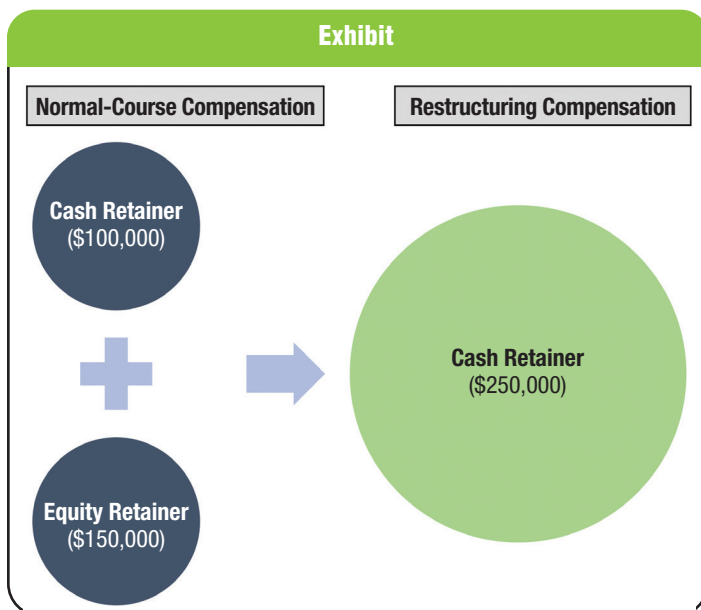 Exhibit
Normal-Course Compensation
Restructuring Compensation
Cash Retainer
($100,000)
Equity Retainer
($150,000)
Cash Retainer
($250,000)